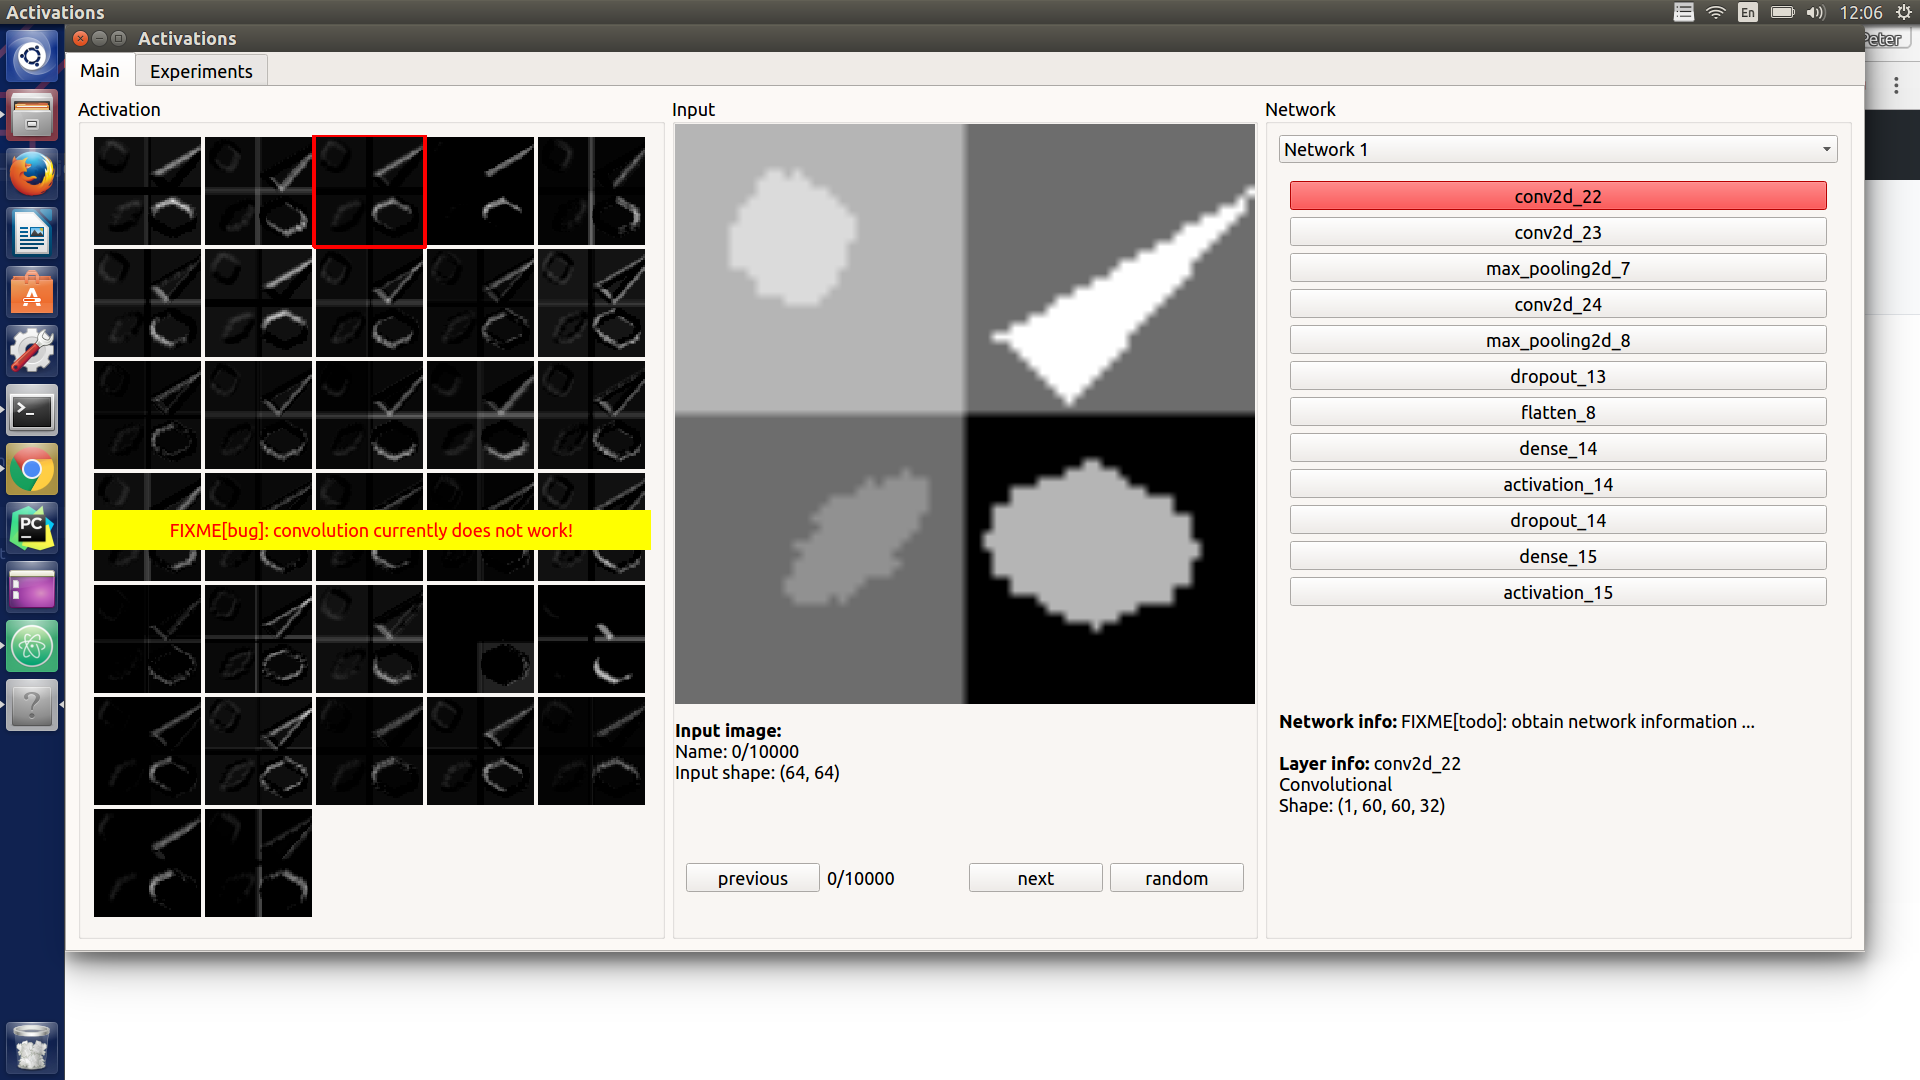 Activations
En
12:06
Activations
Peter
Main
Experiments
Activation
Input
Network
Network 1
conv2d_22
conv2d_23
max_pooling2d_7
conv2d_24
max_pooling2d_8
dropout_13
flatten_8
dense_14
activation_14
dropout_14
dense_15
activation_15
FIXME[bug]: convolution currently does not work!
Input image:
Name: 0/10000
Input shape: (64, 64)
previous
0/10000
next
random
Network info: FIXME[todo]: obtain network information ...
Layer info: conv2d_22
Convolutional
Shape: (1, 60, 60, 32)
PC